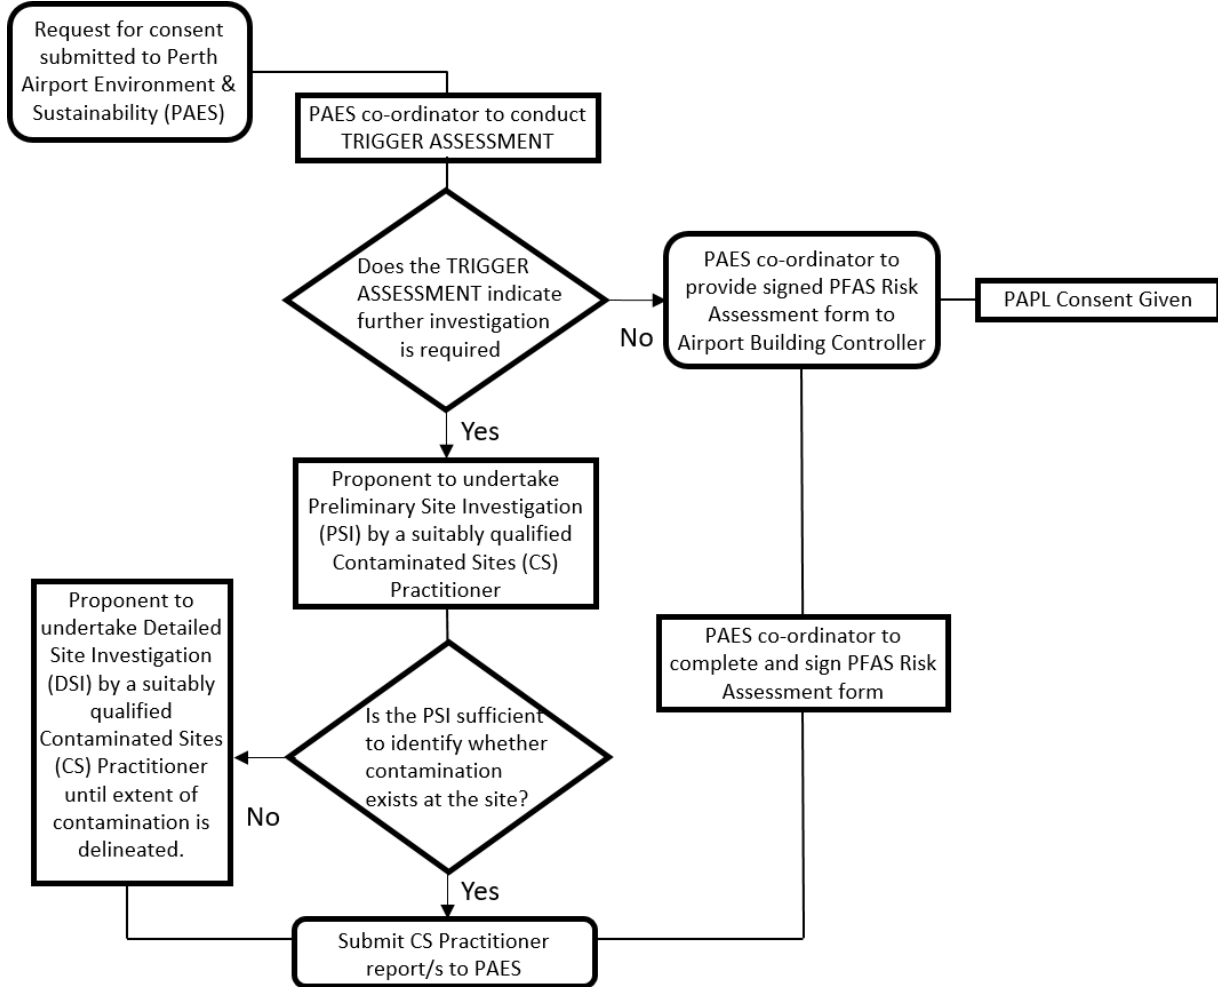 Request for consent
submitted to Perth
Airport Environment &
Sustainability (PAES)
PAES co-ordinator to conduct
TRIGGER ASSESSMENT
Does the TRIGGER
ASSESSMENT indicate
further investigation
is required
No
PAES co-ordinator to
provide signed PFAS Risk
Assessment form to
Airport Building Controller
PAPL Consent Given
Yes
Proponent to undertake
Preliminary Site Investigation
(PSI) by a suitably qualified
Contaminated Sites (CS)
Practitioner
Proponent to
undertake Detailed
Site Investigation
(DSI) by a suitably
qualified
Contaminated Sites
(CS) Practitioner
until extent of
contamination is
delineated.
PAES co-ordinator to
complete and sign PFAS Risk
Assessment form
Is the PSI sufficient
to identify whether
contamination
exists at the site?
No
Yes
Submit CS Practitioner
report/s to PAES